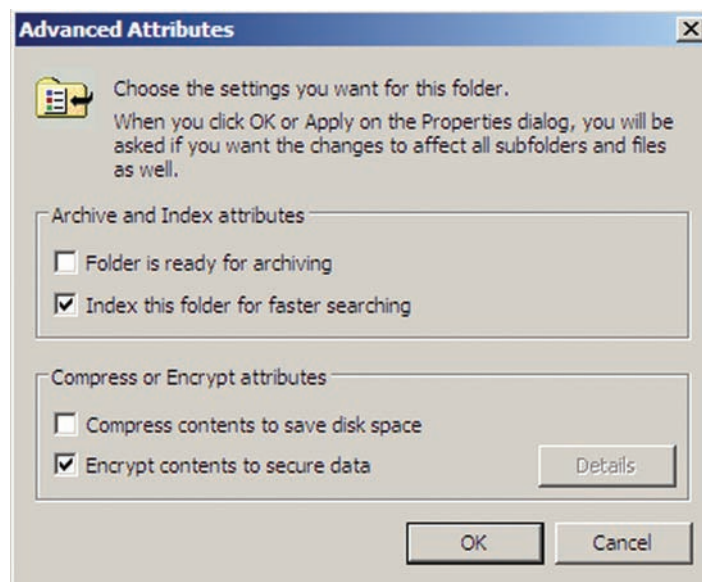 Advanced Attributes
Choose the settings you want for this folder.
When you click OK or Apply on the Properties dialog, you will be
asked if you want the changes to affect all subfolders and files
as well.
Archive and Index attributes
Folder is ready for archiving
Index this folder for faster searching
Compress or Encrypt attributes
Compress contents to save disk space
Encrypt contents to secure data
Details
OK
Cancel